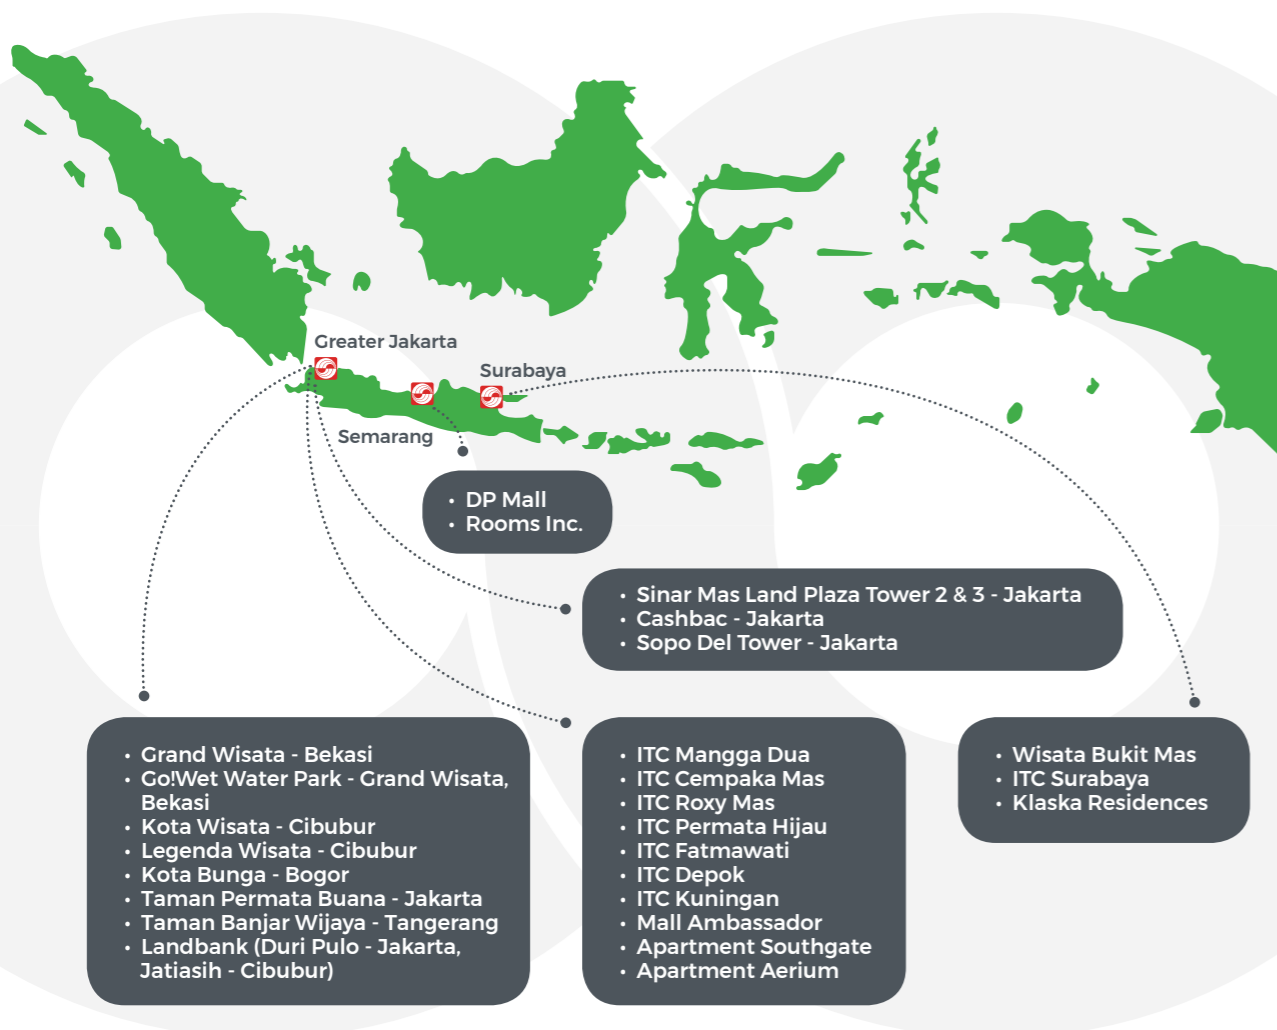 Greater Jakarta
Surabaya
Semarang
• DP Mall
• Rooms Inc.
• Sinar Mas Land Plaza Tower 2 & 3 - Jakarta
• Cashbac - Jakarta
• Sopo Del Tower - Jakarta
• Grand Wisata - Bekasi
• Go!Wet Water Park - Grand Wisata,
Bekasi
• Kota Wisata - Cibubur
• Legenda Wisata - Cibubur
• Kota Bunga - Bogor
• Taman Permata Buana - Jakarta
• Taman Banjar Wijaya - Tangerang
• Landbank (Duri Pulo - Jakarta,
Jatiasih - Cibubur)
• ITC Mangga Dua
• ITC Cempaka Mas
• ITC Roxy Mas
• ITC Permata Hijau
• ITC Fatmawati
• ITC Depok
• ITC Kuningan
• Mall Ambassador
• Apartment Southgate
• Apartment Aerium
• Wisata Bukit Mas
• ITC Surabaya
• Klaska Residences